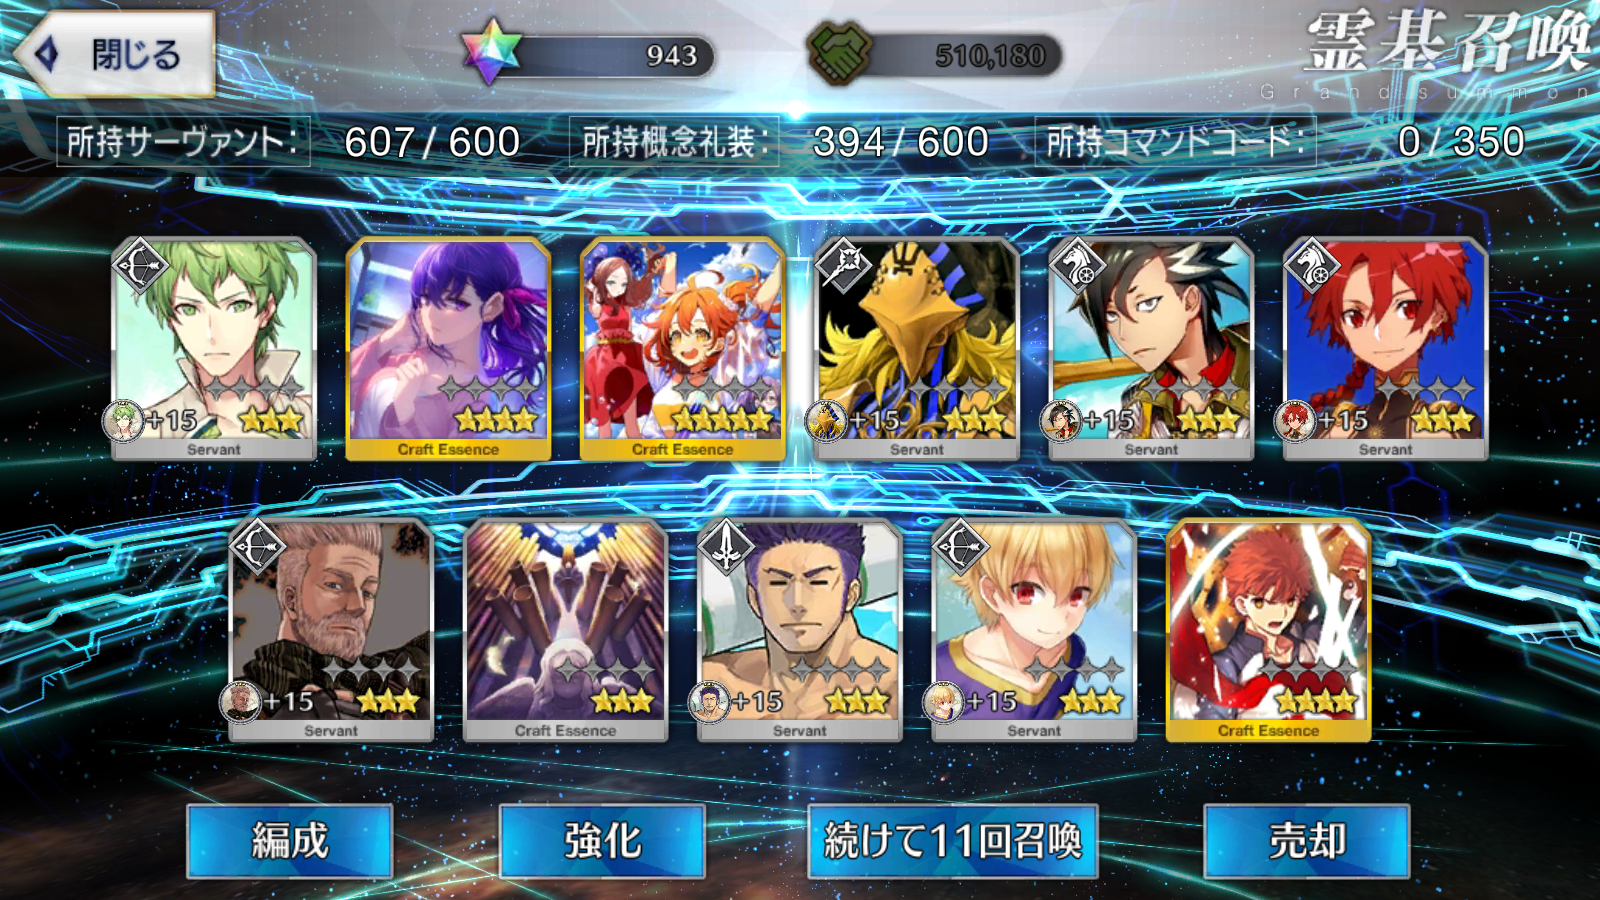 閉じる
943
510,180
霊基召喚
Grand summon
所持サーヴァント: 607 / 600
所持概念礼装: 394 / 600
所持コマンドコード: 0 / 350
+15
Servant
Craft Essence
Craft Essence
+15
Servant
+15
Servant
+15
Servant
+15
Servant
Craft Essence
+15
Servant
+15
Servant
Craft Essence
編成
強化
続けて11回召喚
売却